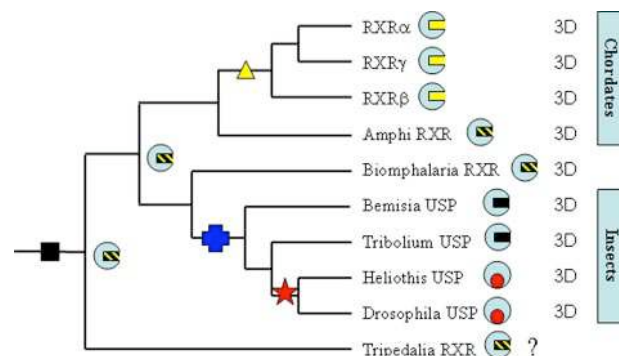 RXRα 3D
RXRγ 3D
RXRβ 3D
Amphi RXR 3D
Biomphalaria RXR 3D
Bemisia USP 3D
Tribolium USP 3D
Heliothis USP 3D
Drosophila USP 3D
Tripedalia RXR ?
Chordates
Insects